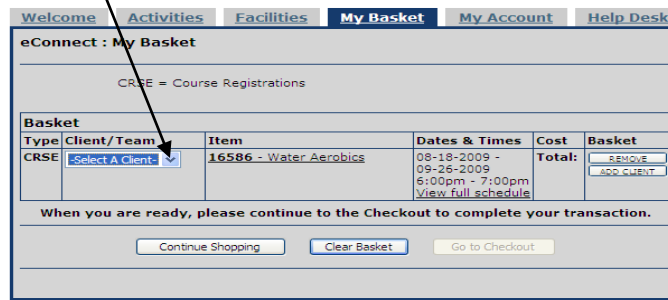 Welcome Activities Facilities My Basket My Account Help Desk
eConnect : My Basket
CRSE = Course Registrations
Basket
Type Client/Team Item Dates & Times Cost Basket
CRSE -Select A Client- 16586 - Water Aerobics 08-18-2009 - Total: REMOVE
09-26-2009 ADD CLIENT
6:00pm - 7:00pm
View full schedule
When you are ready, please continue to the Checkout to complete your transaction.
Continue Shopping Clear Basket Go to Checkout